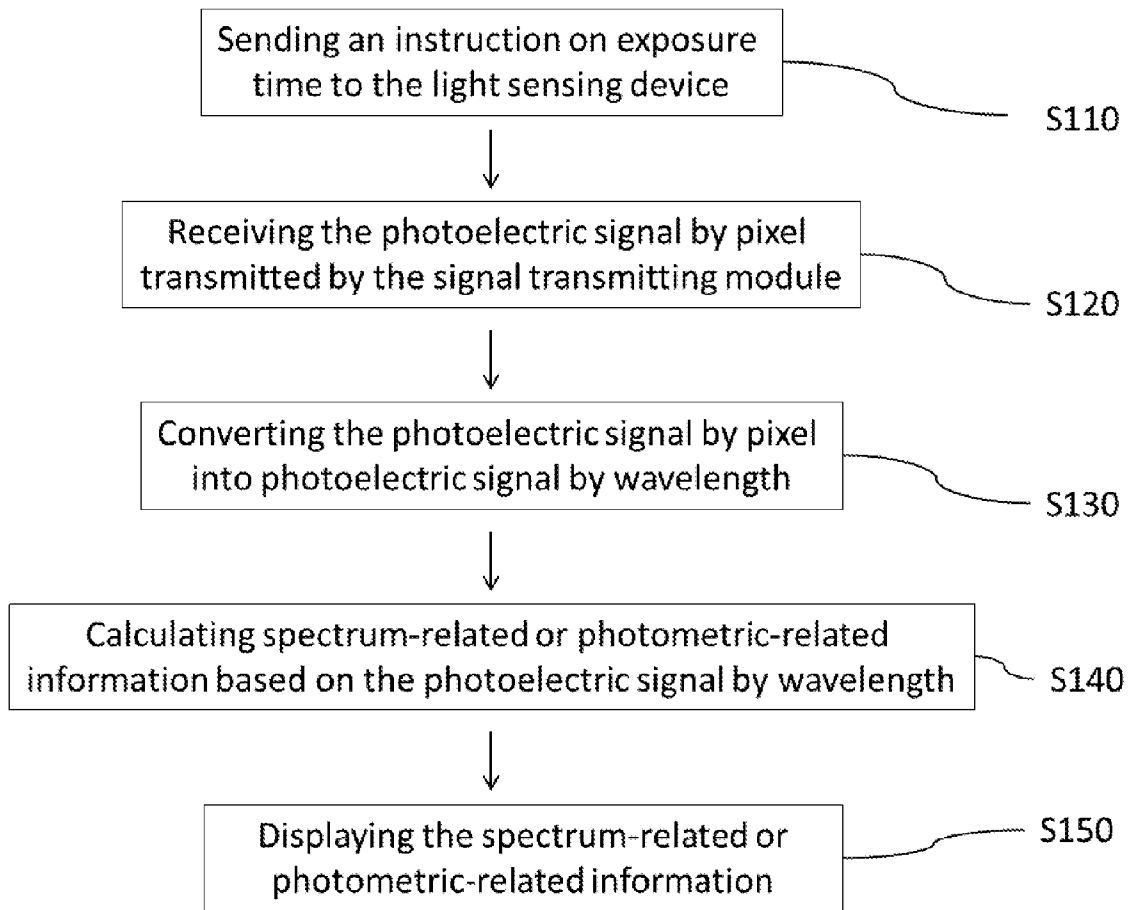 Sending an instruction on exposure
time to the light sensing device
S110
Receiving the photoelectric signal by pixel
transmitted by the signal transmitting module
S120
Converting the photoelectric signal by pixel
into photoelectric signal by wavelength
S130
Calculating spectrum-related or photometric-related
information based on the photoelectric signal by wavelength
S140
Displaying the spectrum-related or
photometric-related information
S150